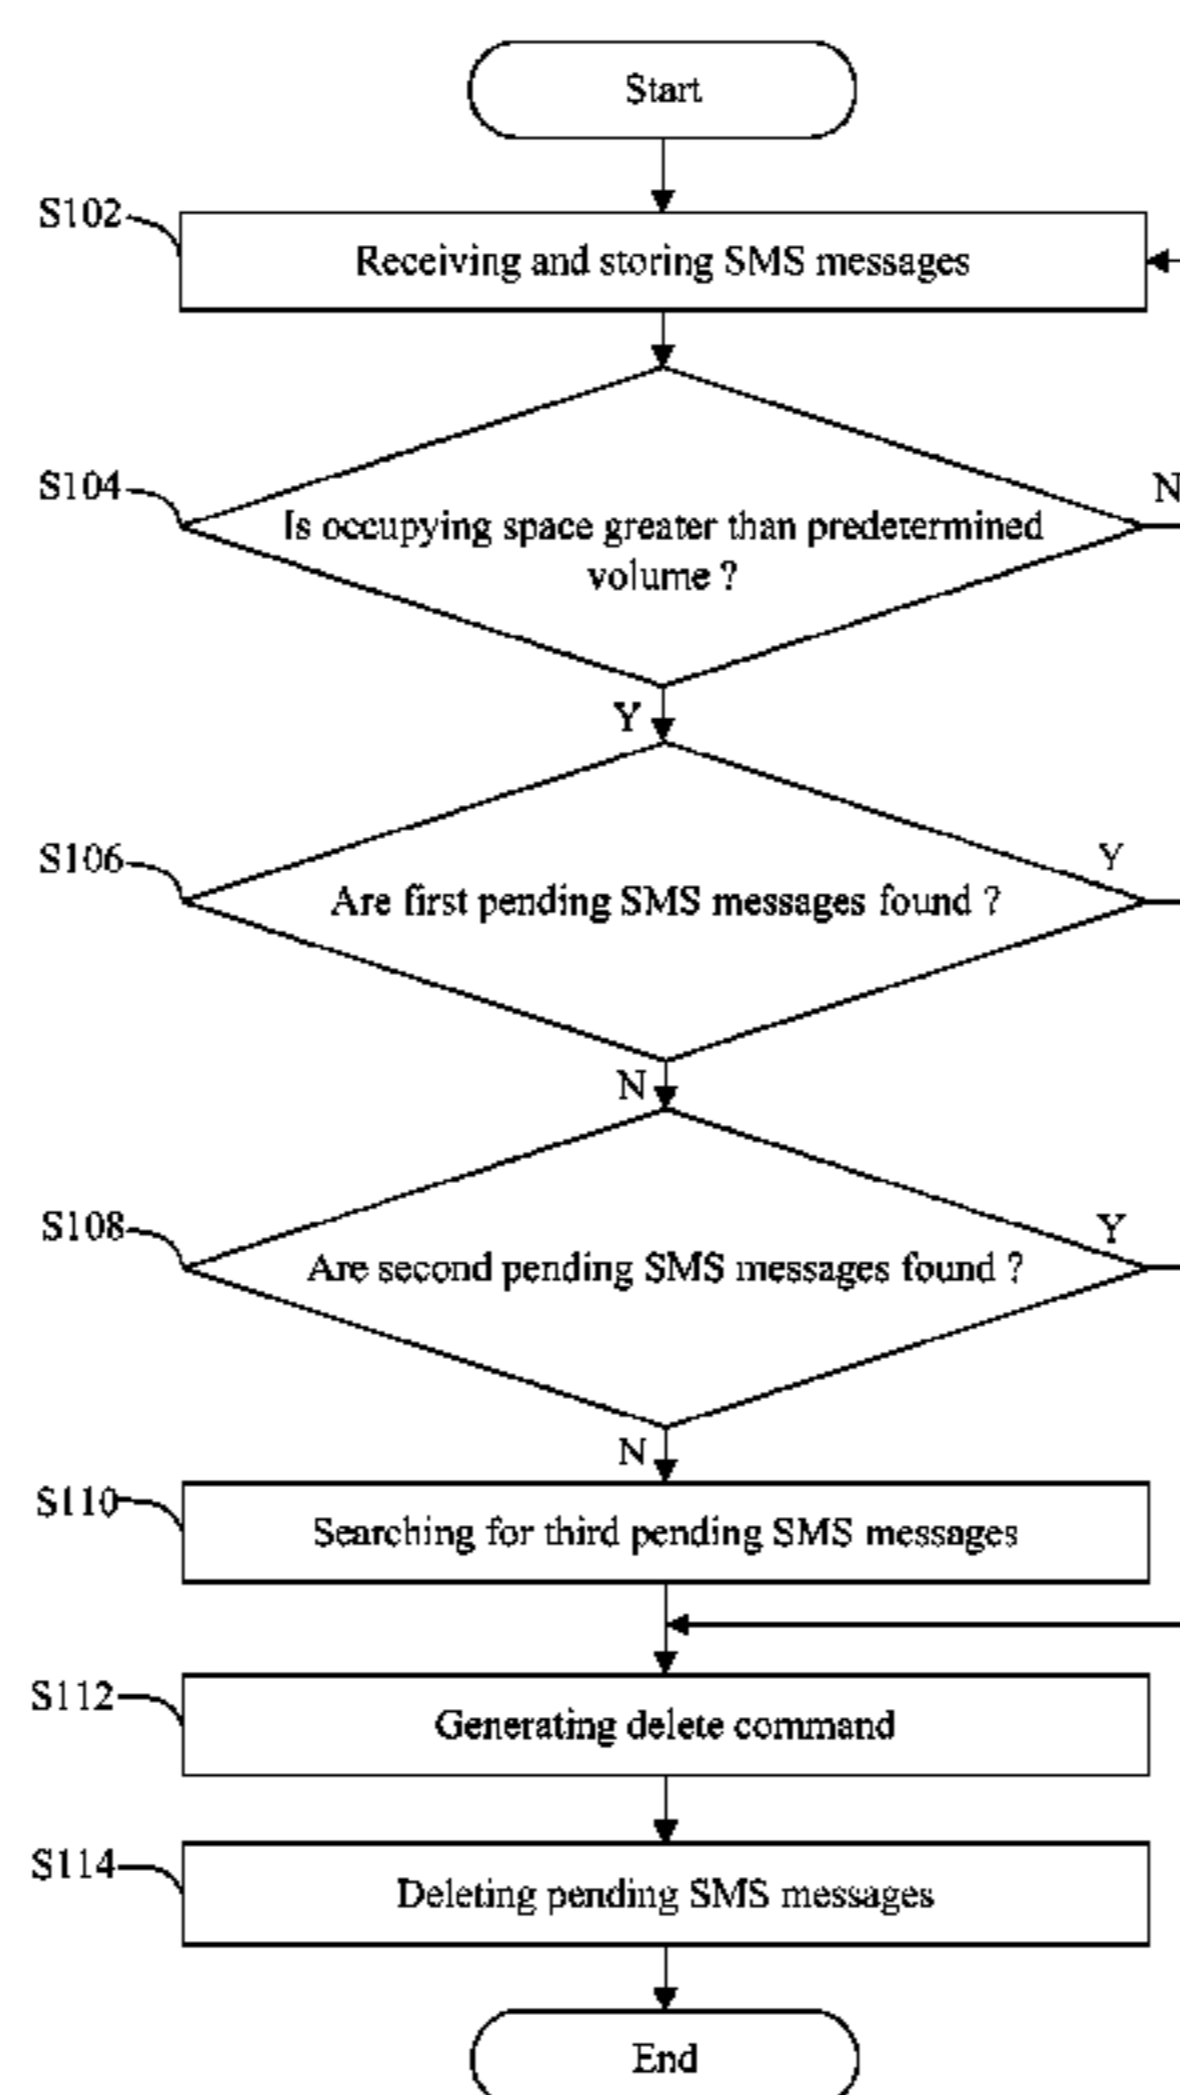 Start
S102
Receiving and storing SMS messages
S104
N
Is occupying space greater than predetermined
volume ?
Y
S106
Y
Are first pending SMS messages found ?
N
S108
Y
Are second pending SMS messages found ?
N
S110
Searching for third pending SMS messages
S112
Generating delete command
S114
Deleting pending SMS messages
End